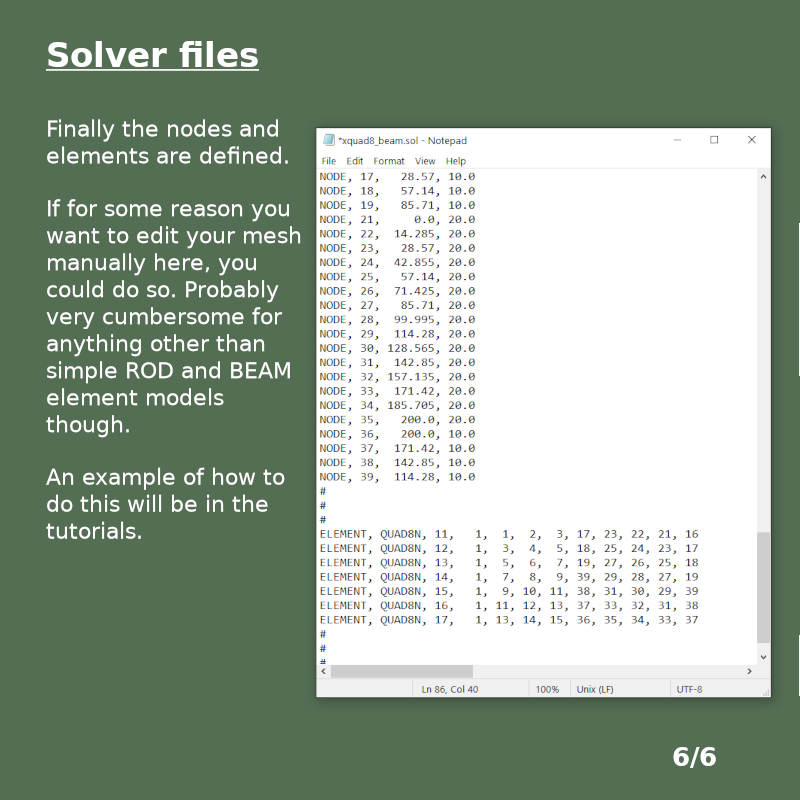 Solver files
Finally the nodes and
elements are defined.
If for some reason you
want to edit your mesh
manually here, you
could do so. Probably
very cumbersome for
anything other than
simple ROD and BEAM
element models
though.
An example of how to
do this will be in the
tutorials.
*xquad8_beam.sol - Notepad
File Edit Format View Help
NODE, 17,   28.57, 10.0
NODE, 18,   57.14, 10.0
NODE, 19,   85.71, 10.0
NODE, 21,     0.0, 20.0
NODE, 22,  14.285, 20.0
NODE, 23,   28.57, 20.0
NODE, 24,  42.855, 20.0
NODE, 25,   57.14, 20.0
NODE, 26,  71.425, 20.0
NODE, 27,   85.71, 20.0
NODE, 28,  99.995, 20.0
NODE, 29,  114.28, 20.0
NODE, 30, 128.565, 20.0
NODE, 31,  142.85, 20.0
NODE, 32, 157.135, 20.0
NODE, 33,  171.42, 20.0
NODE, 34, 185.705, 20.0
NODE, 35,   200.0, 20.0
NODE, 36,   200.0, 10.0
NODE, 37,  171.42, 10.0
NODE, 38,  142.85, 10.0
NODE, 39,  114.28, 10.0
#
#
#
ELEMENT, QUAD8N, 11,   1,  1,  2,  3, 17, 23, 22, 21, 16
ELEMENT, QUAD8N, 12,   1,  3,  4,  5, 18, 25, 24, 23, 17
ELEMENT, QUAD8N, 13,   1,  5,  6,  7, 19, 27, 26, 25, 18
ELEMENT, QUAD8N, 14,   1,  7,  8,  9, 39, 29, 28, 27, 19
ELEMENT, QUAD8N, 15,   1,  9, 10, 11, 38, 31, 30, 29, 39
ELEMENT, QUAD8N, 16,   1, 11, 12, 13, 37, 33, 32, 31, 38
ELEMENT, QUAD8N, 17,   1, 13, 14, 15, 36, 35, 34, 33, 37
#
#
#
Ln 86, Col 40 100% Unix (LF) UTF-8
6/6